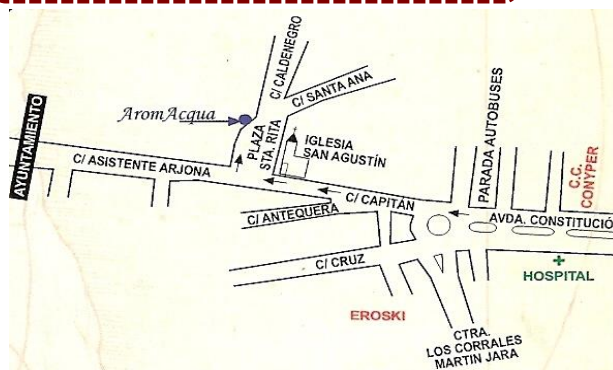 C/ CALDENEGRO
C/ SANTA ANA
AromAcqua
AYUNTAMIENTO
PLAZA
STA. RITA
IGLESIA
SAN AGUSTÍN
C/ ASISTENTE ARJONA
PARADA AUTOBUSES
C.C.
CONYPER
C/ CAPITÁN
C/ ANTEQUERA
AVDA. CONSTITUCIÓ
C/ CRUZ
HOSPITAL
EROSKI
CTRA.
LOS CORRALES
MARTIN JARA